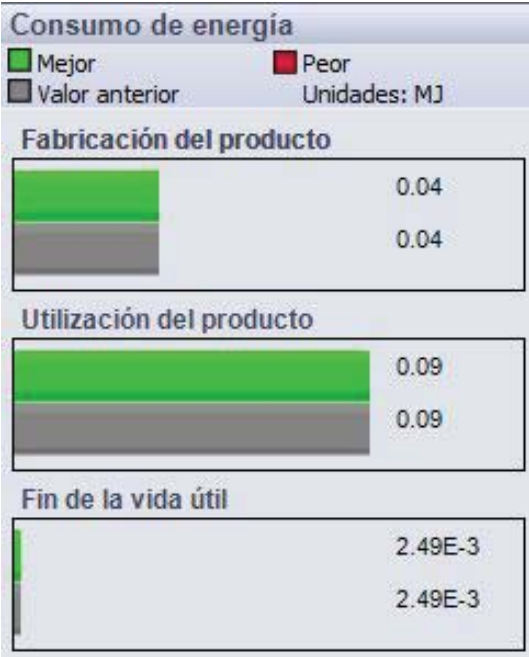 Consumo de energía
Mejor Peor
Valor anterior Unidades: MJ
Fabricación del producto
0.04
0.04
Utilización del producto
0.09
0.09
Fin de la vida útil
2.49E-3
2.49E-3